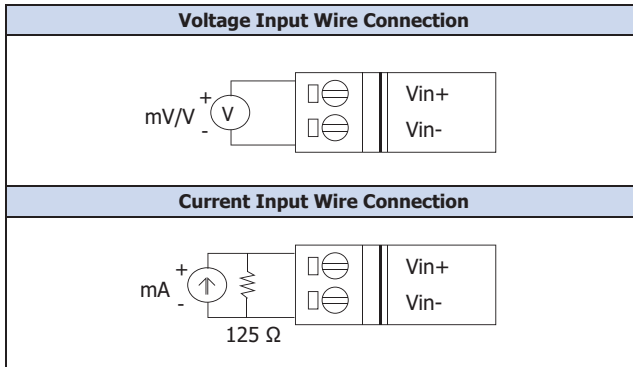 Voltage Input Wire Connection
+
mV/V
V
-
Vin+
Vin-
Current Input Wire Connection
+
mA
-
125 Ω
Vin+
Vin-